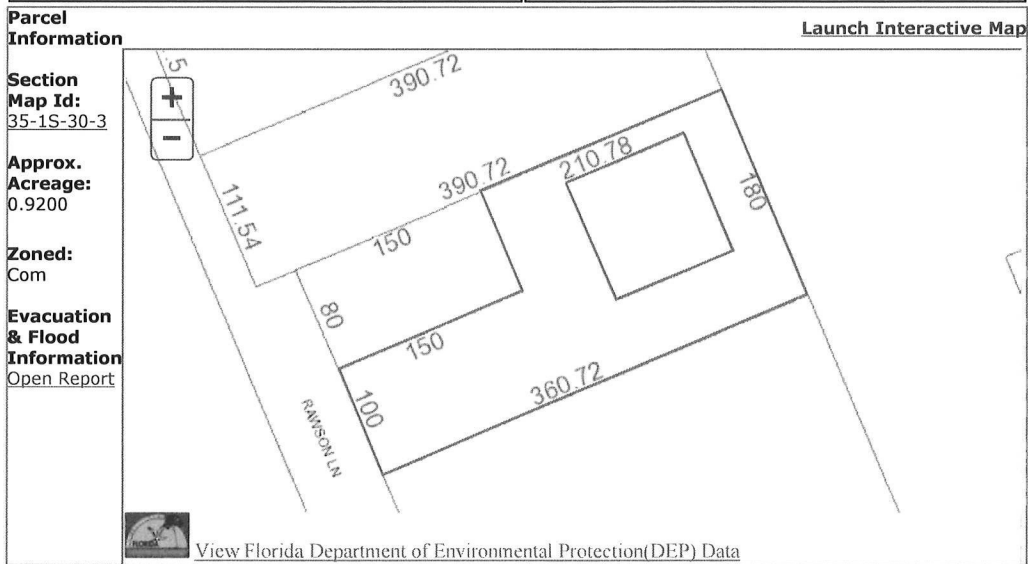 Parcel
Information
Launch Interactive Map
Section
Map Id:
35-1S-30-3
Approx.
Acreage:
0.9200
Zoned:
Com
Evacuation
& Flood
Information
Open Report
+
−
.5
390.72
111.54
390.72
150
210.78
180
80
150
360.72
100
RAWSON LN
FLORIDA
View Florida Department of Environmental Protection(DEP) Data